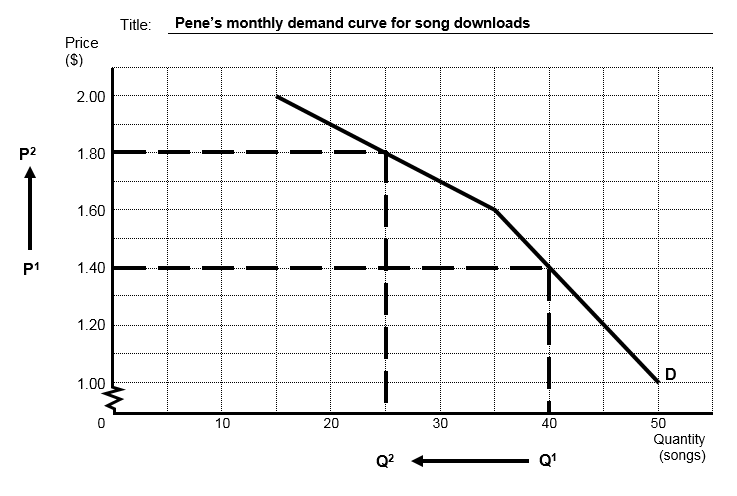 Title: Pene's monthly demand curve for song downloads
Price
($)
2.00
P² 1.80
1.60
P¹ 1.40
1.20
1.00
D
0 10 20 30 40 50
Quantity
(songs)
Q² Q¹